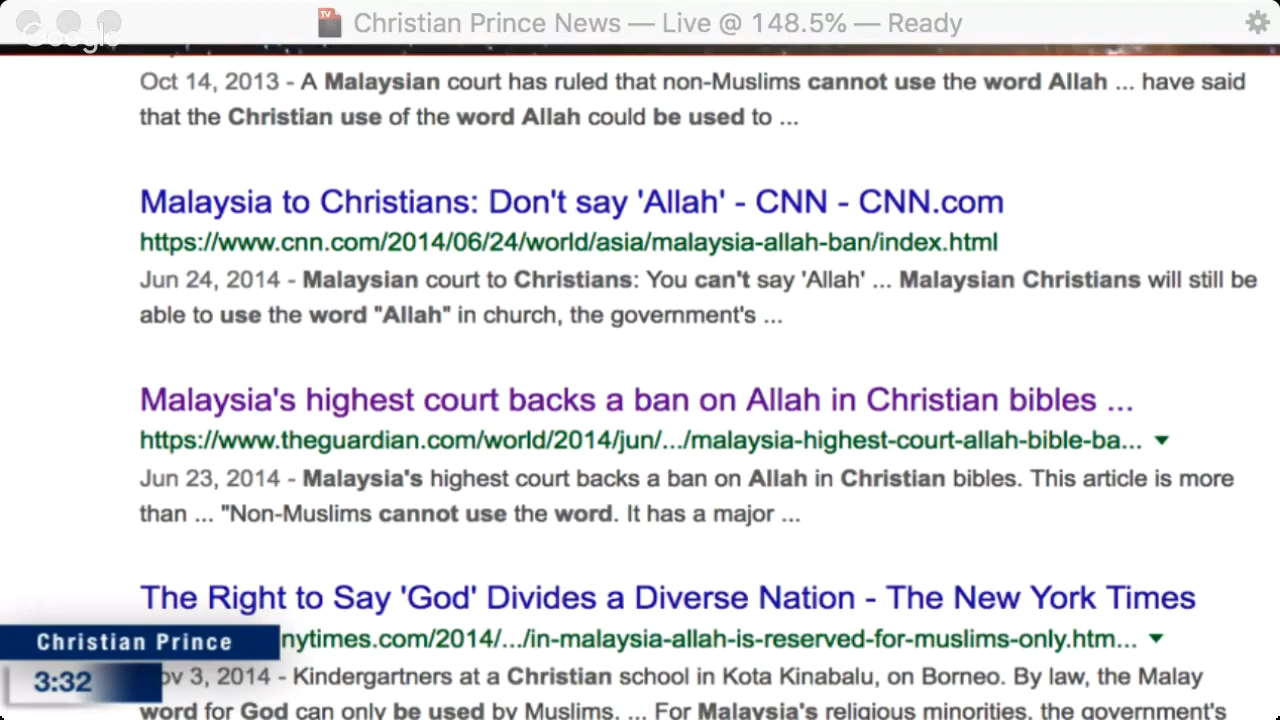 Christian Prince News — Live @ 148.5% — Ready
Google
Oct 14, 2013 - A Malaysian court has ruled that non-Muslims cannot use the word Allah ... have said
that the Christian use of the word Allah could be used to ...
Malaysia to Christians: Don't say 'Allah' - CNN - CNN.com
https://www.cnn.com/2014/06/24/world/asia/malaysia-allah-ban/index.html
Jun 24, 2014 - Malaysian court to Christians: You can't say 'Allah' ... Malaysian Christians will still be
able to use the word "Allah" in church, the government's ...
Malaysia's highest court backs a ban on Allah in Christian bibles ...
https://www.theguardian.com/world/2014/jun/.../malaysia-highest-court-allah-bible-ba...
Jun 23, 2014 - Malaysia's highest court backs a ban on Allah in Christian bibles. This article is more
than ... "Non-Muslims cannot use the word. It has a major ...
The Right to Say 'God' Divides a Diverse Nation - The New York Times
Christian Prince
nytimes.com/2014/.../in-malaysia-allah-is-reserved-for-muslims-only.htm...
3:32
ov 3, 2014 - Kindergartners at a Christian school in Kota Kinabalu, on Borneo. By law, the Malay
word for God can only be used by Muslims. ... For Malaysia's religious minorities, the government's